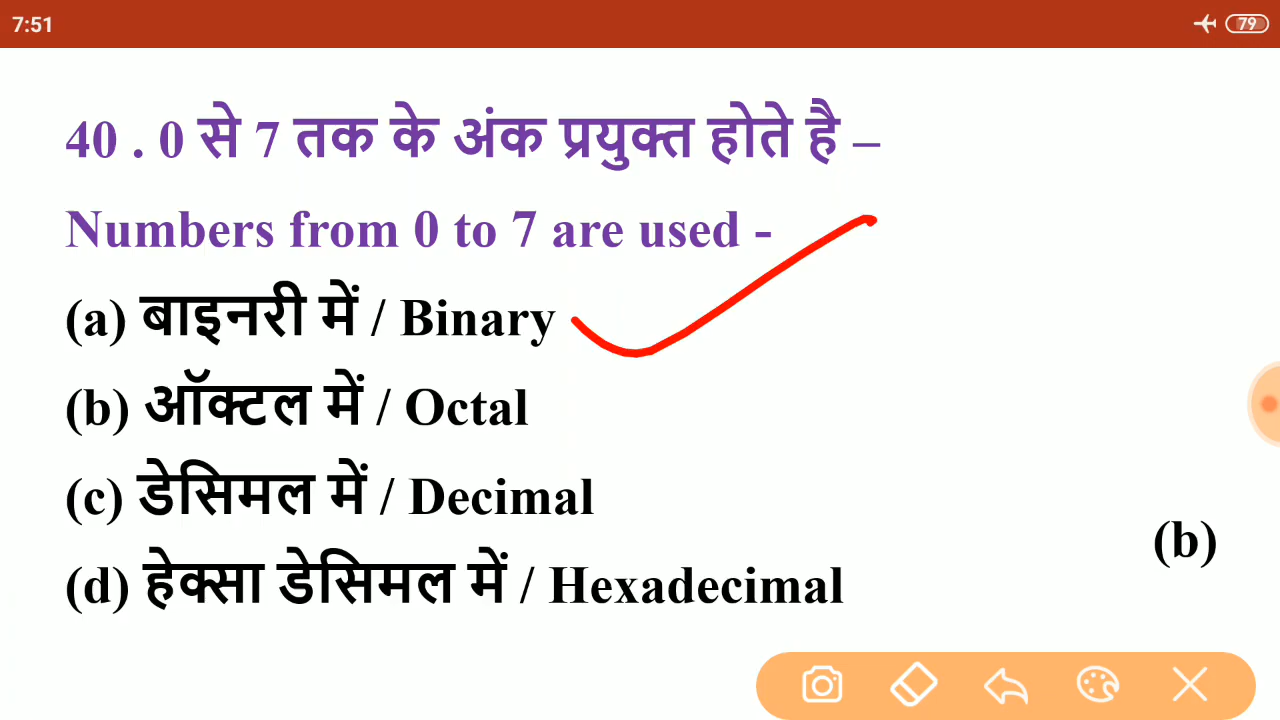 7:51
79
40 . 0 से 7 तक के अंक प्रयुक्त होते है –
Numbers from 0 to 7 are used -
(a) बाइनरी में / Binary
(b) ऑक्टल में / Octal
(c) डेसिमल में / Decimal
(b)
(d) हेक्सा डेसिमल में / Hexadecimal